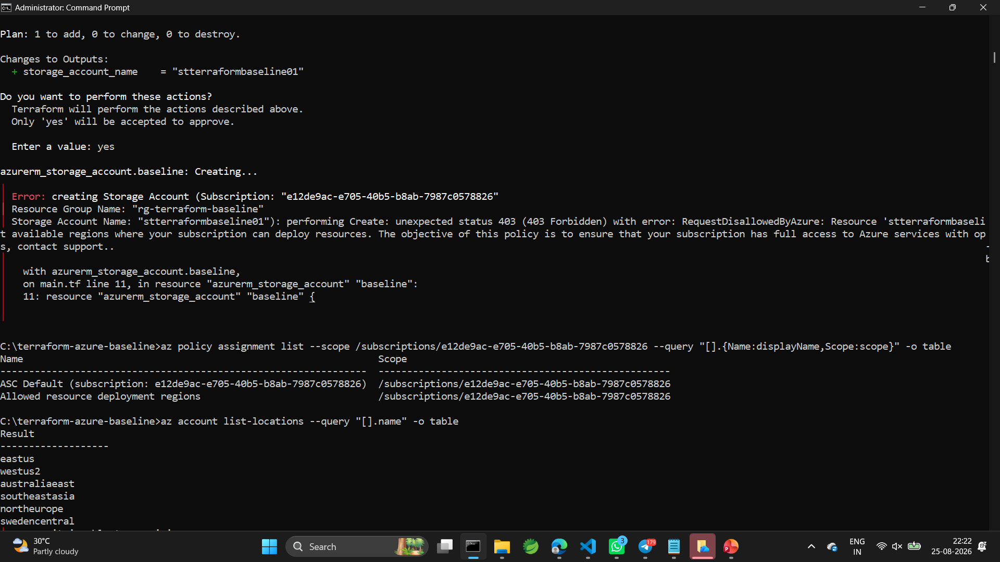 Administrator: Command Prompt
Plan: 1 to add, 0 to change, 0 to destroy.
Changes to Outputs:
+ storage_account_name    = "stterraformbaseline01"
Do you want to perform these actions?
Terraform will perform the actions described above.
Only 'yes' will be accepted to approve.
Enter a value: yes
azurerm_storage_account.baseline: Creating...
Error: creating Storage Account (Subscription: "e12de9ac-e705-40b5-b8ab-7987c0578826"
Resource Group Name: "rg-terraform-baseline"
Storage Account Name: "stterraformbaseline01"): performing Create: unexpected status 403 (403 Forbidden) with error: RequestDisallowedByAzure: Resource 'stterraformbaseli
t available regions where your subscription can deploy resources. The objective of this policy is to ensure that your subscription has full access to Azure services with op
s, contact support..
with azurerm_storage_account.baseline,
on main.tf line 11, in resource "azurerm_storage_account" "baseline":
11: resource "azurerm_storage_account" "baseline" {
C:\terraform-azure-baseline>az policy assignment list --scope /subscriptions/e12de9ac-e705-40b5-b8ab-7987c0578826 --query "[].{Name:displayName,Scope:scope}" -o table
Name Scope
---------------------------------------------------------------- ---------------------------------------------------
ASC Default (subscription: e12de9ac-e705-40b5-b8ab-7987c0578826) /subscriptions/e12de9ac-e705-40b5-b8ab-7987c0578826
Allowed resource deployment regions /subscriptions/e12de9ac-e705-40b5-b8ab-7987c0578826
C:\terraform-azure-baseline>az account list-locations --query "[].name" -o table
Result
-------------------
eastus
westus2
australiaeast
southeastasia
northeurope
swedencentral
30°C
Partly cloudy
Search
3
179
ENG
IN
22:22
25-08-2026